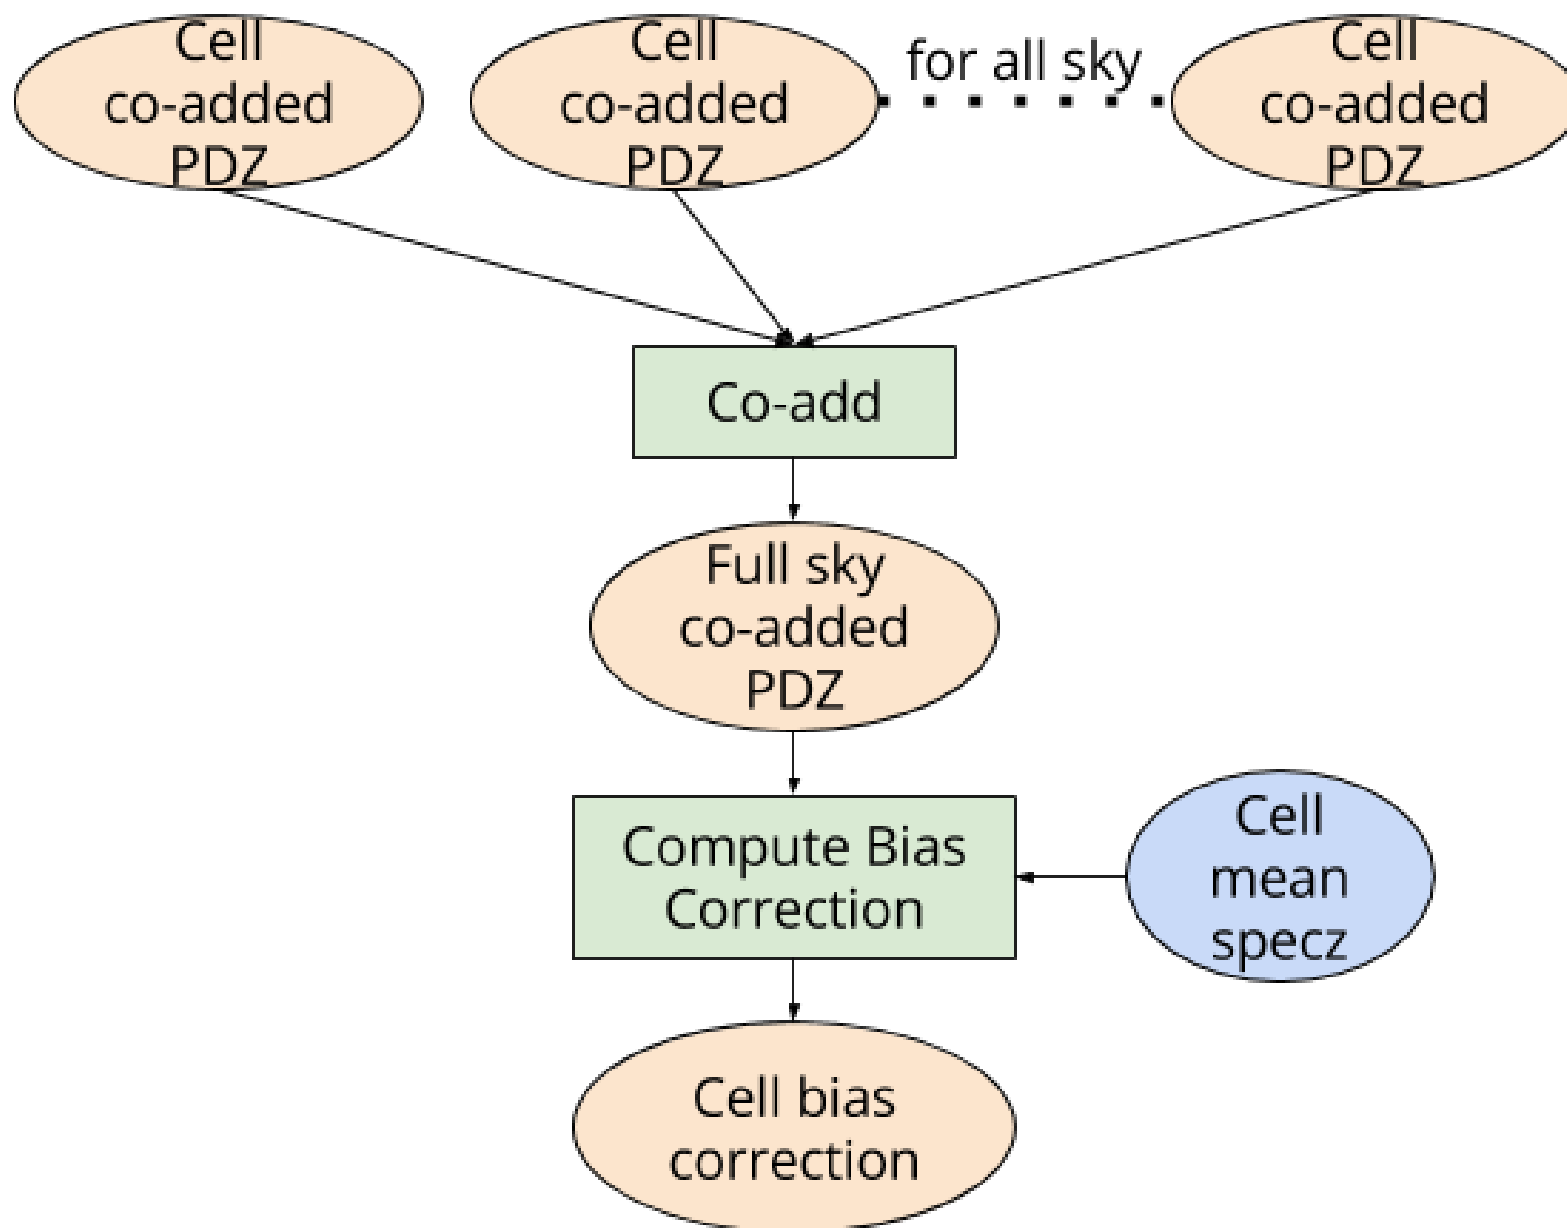 Cell
co-added
PDZ
Cell
co-added
PDZ
for all sky
Cell
co-added
PDZ
Co-add
Full sky
co-added
PDZ
Compute Bias
Correction
Cell
mean
specz
Cell bias
correction